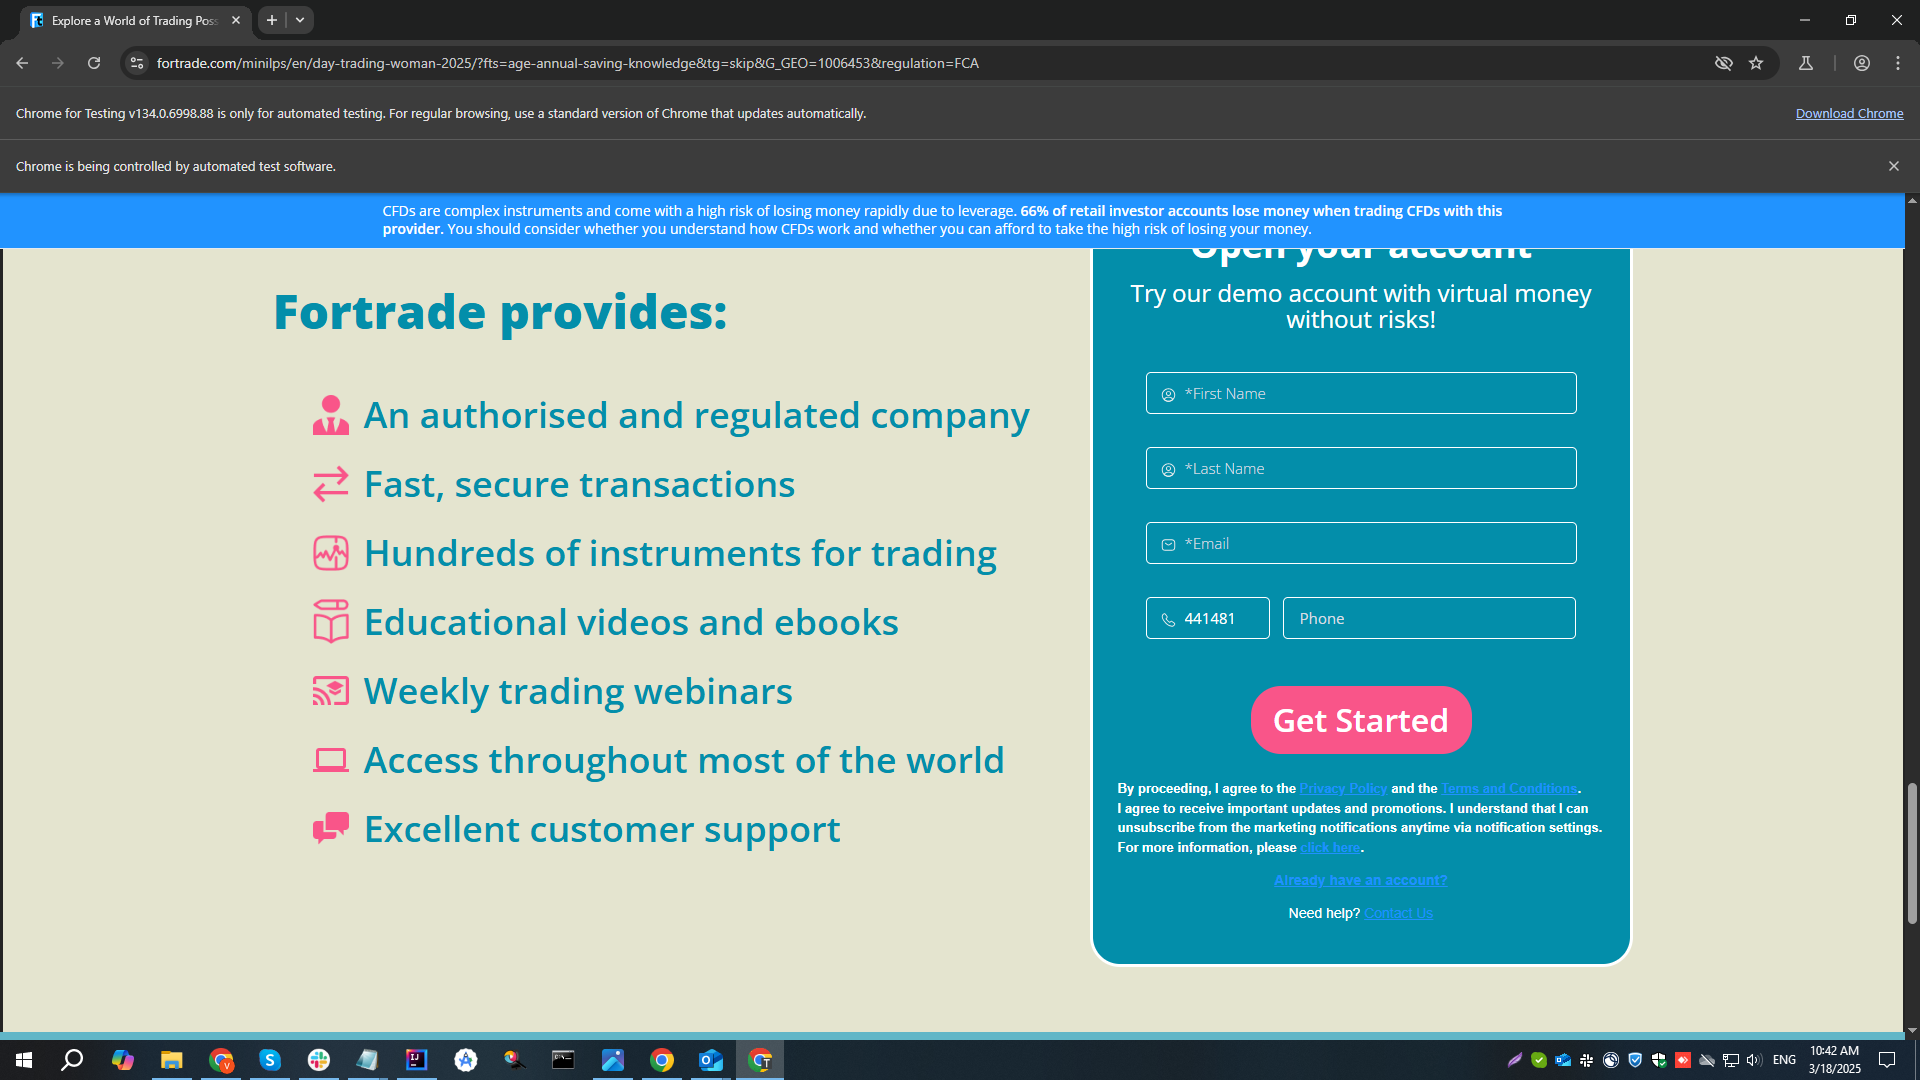 Explore a World of Trading Poss
fortrade.com/minilps/en/day-trading-woman-2025/?fts=age-annual-saving-knowledge&tg=skip&G_GEO=1006453&regulation=FCA
Chrome for Testing v134.0.6998.88 is only for automated testing. For regular browsing, use a standard version of Chrome that updates automatically.
Download Chrome
Chrome is being controlled by automated test software.
CFDs are complex instruments and come with a high risk of losing money rapidly due to leverage. 66% of retail investor accounts lose money when trading CFDs with this
provider. You should consider whether you understand how CFDs work and whether you can afford to take the high risk of losing your money.
Fortrade provides:
An authorised and regulated company
Fast, secure transactions
Hundreds of instruments for trading
Educational videos and ebooks
Weekly trading webinars
Access throughout most of the world
Excellent customer support
Open your account
Try our demo account with virtual money
without risks!
*First Name
*Last Name
*Email
441481
Phone
Get Started
By proceeding, I agree to the Privacy Policy and the Terms and Conditions.
I agree to receive important updates and promotions. I understand that I can
unsubscribe from the marketing notifications anytime via notification settings.
For more information, please click here.
Already have an account?
Need help? Contact Us
ENG
10:42 AM
3/18/2025